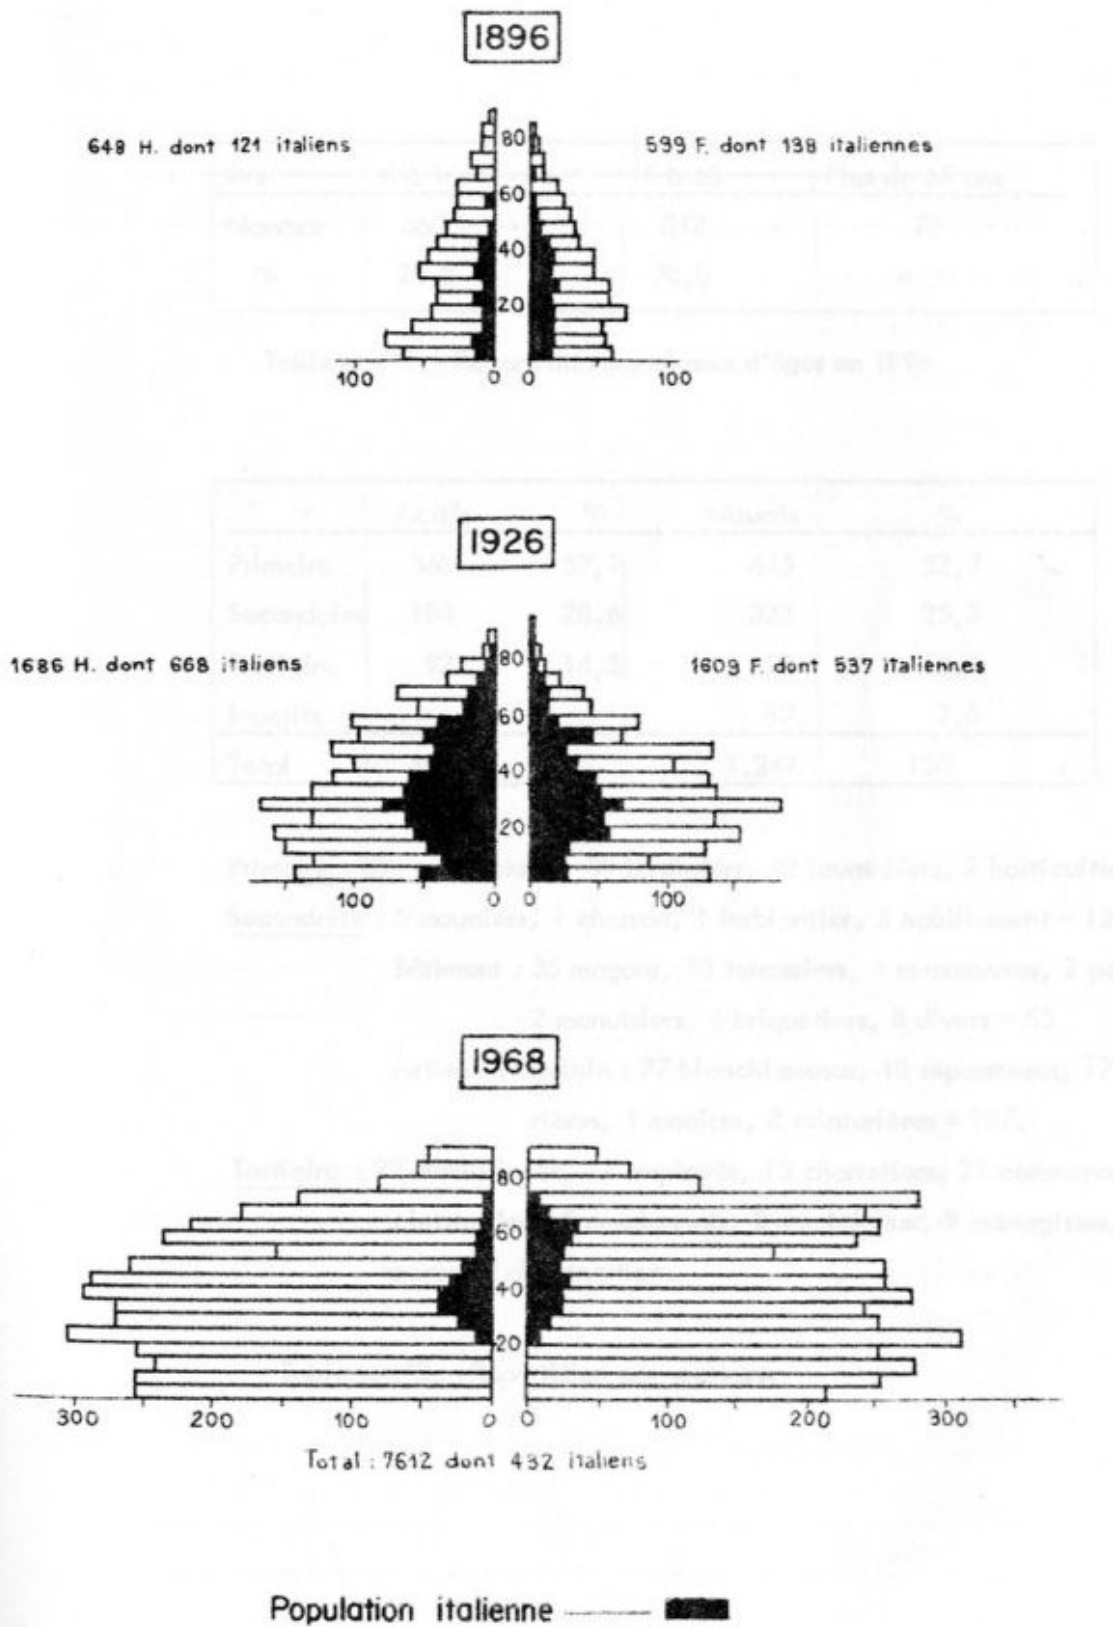 1896
648 H. dont 121 italiens
599 F. dont 138 italiennes
80
60
40
20
100 0 0 100
1926
1686 H. dont 668 italiens
1609 F. dont 537 italiennes
80
60
40
20
100 0 0 100
1968
80
60
40
20
300 200 100 0 0 100 200 300
Total : 7612 dont 432 italiens
Population italienne